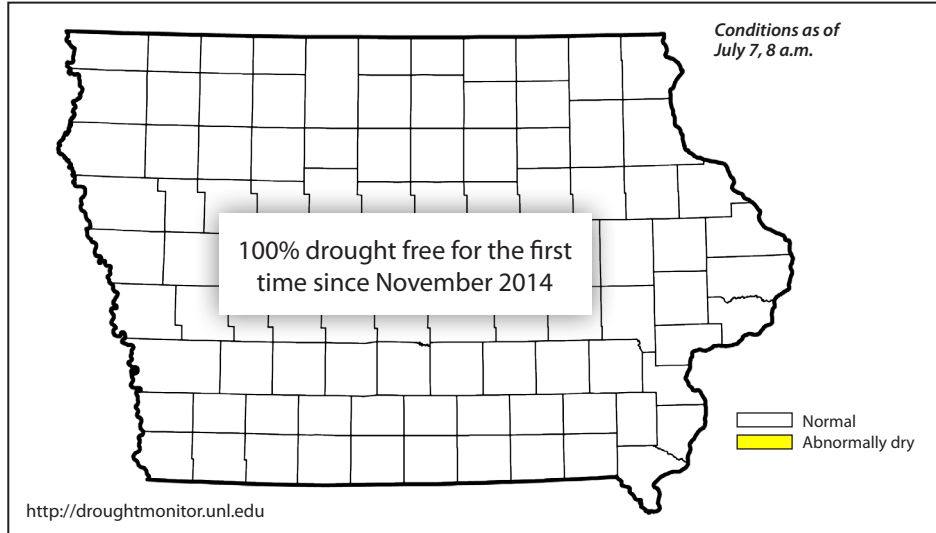 Conditions as of
July 7, 8 a.m.
100% drought free for the first
time since November 2014
Normal
Abnormally dry
http://droughtmonitor.unl.edu